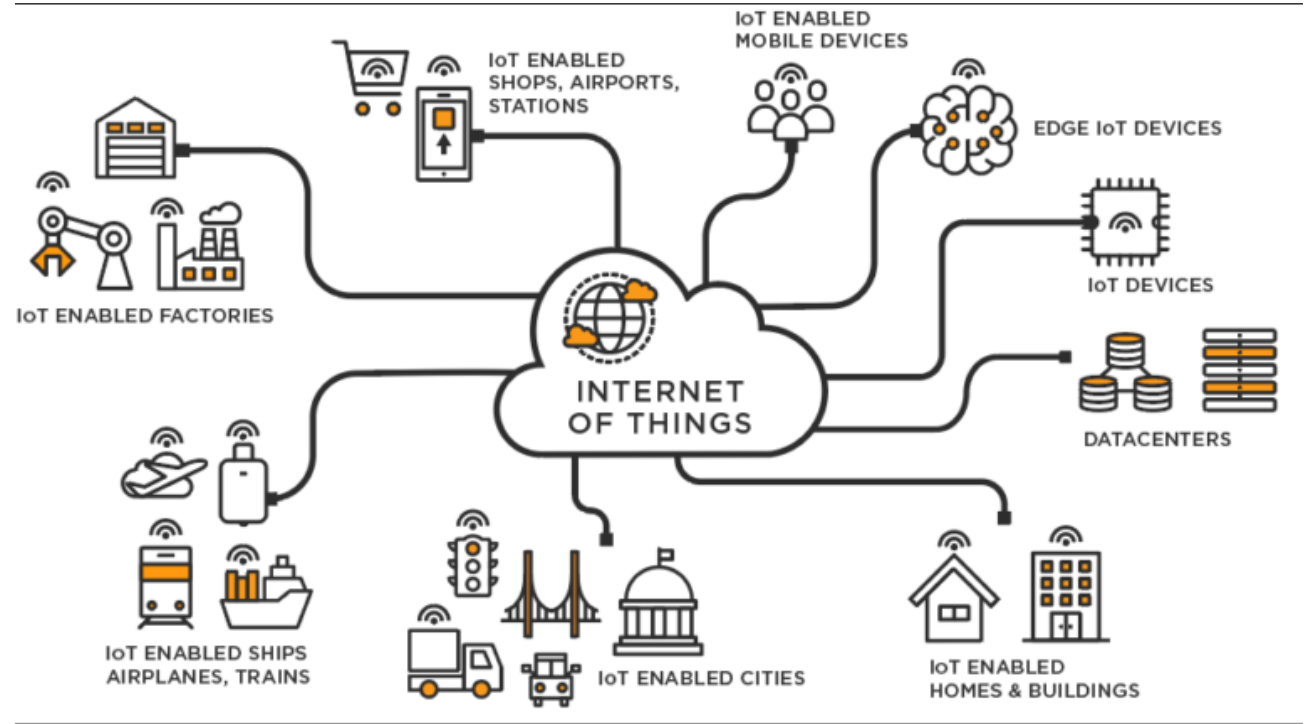 IoT ENABLED
MOBILE DEVICES
IoT ENABLED
SHOPS, AIRPORTS,
STATIONS
EDGE IoT DEVICES
IoT DEVICES
IoT ENABLED FACTORIES
INTERNET
OF THINGS
DATACENTERS
IoT ENABLED SHIPS
AIRPLANES, TRAINS
IoT ENABLED CITIES
IoT ENABLED
HOMES & BUILDINGS